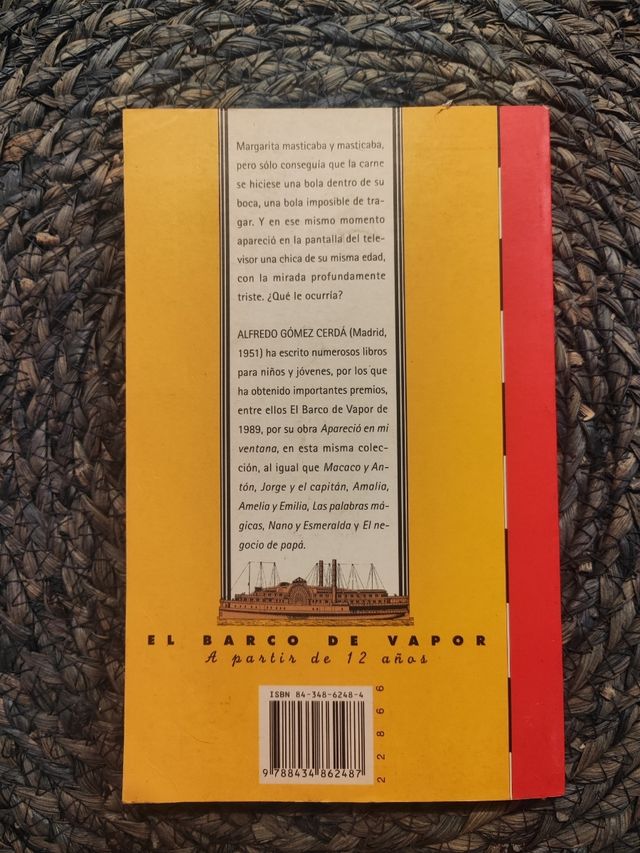 Margarita masticaba y masticaba,
pero sólo conseguía que la carne
se hiciese una bola dentro de su
boca, una bola imposible de tra-
gar. Y en ese mismo momento
apareció en la pantalla del tele-
visor una chica de su misma edad,
con la mirada profundamente
triste. ¿Qué le ocurría?
ALFREDO GÓMEZ CERDÁ (Madrid,
1951) ha escrito numerosos libros
para niños y jóvenes, por los que
ha obtenido importantes premios,
entre ellos El Barco de Vapor de
1989, por su obra Apareció en mi
ventana, en esta misma colec-
ción, al igual que Macaco y An-
tón, Jorge y el capitán, Amalia,
Amelia y Emilia, Las palabras má-
gicas, Nano y Esmeralda y El ne-
gocio de papá.
EL BARCO DE VAPOR
A partir de 12 años
ISBN 84-348-6248-4
9 788434 862487
22866